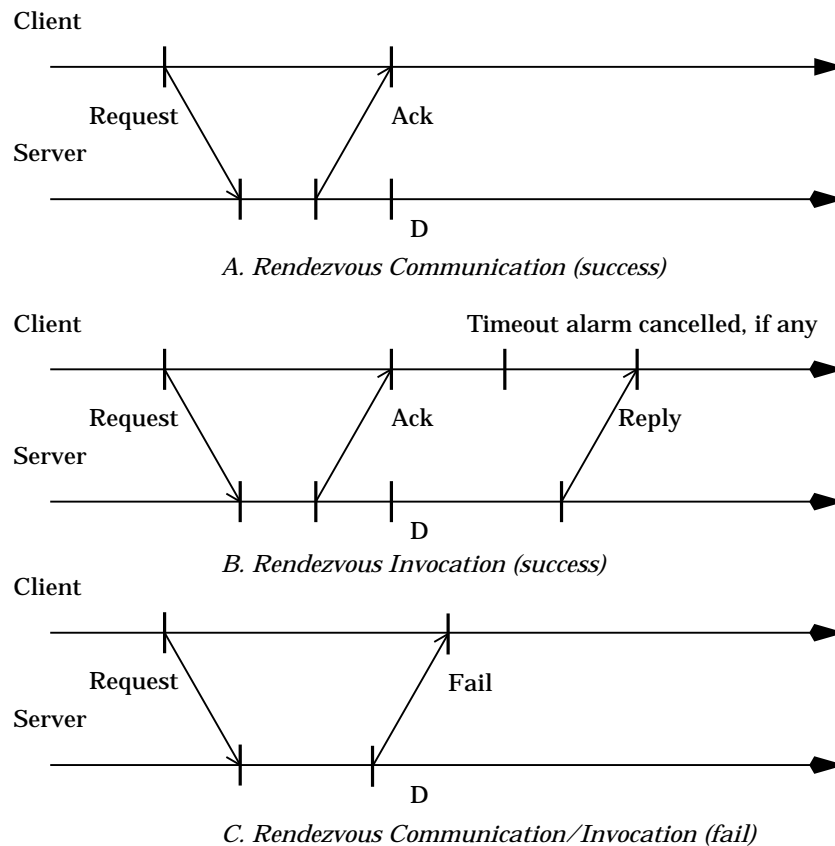 Client
Request
Ack
Server
D
A. Rendezvous Communication (success)
Client
Timeout alarm cancelled, if any
Request
Ack
Reply
Server
D
B. Rendezvous Invocation (success)
Client
Request
Fail
Server
D
C. Rendezvous Communication/Invocation (fail)